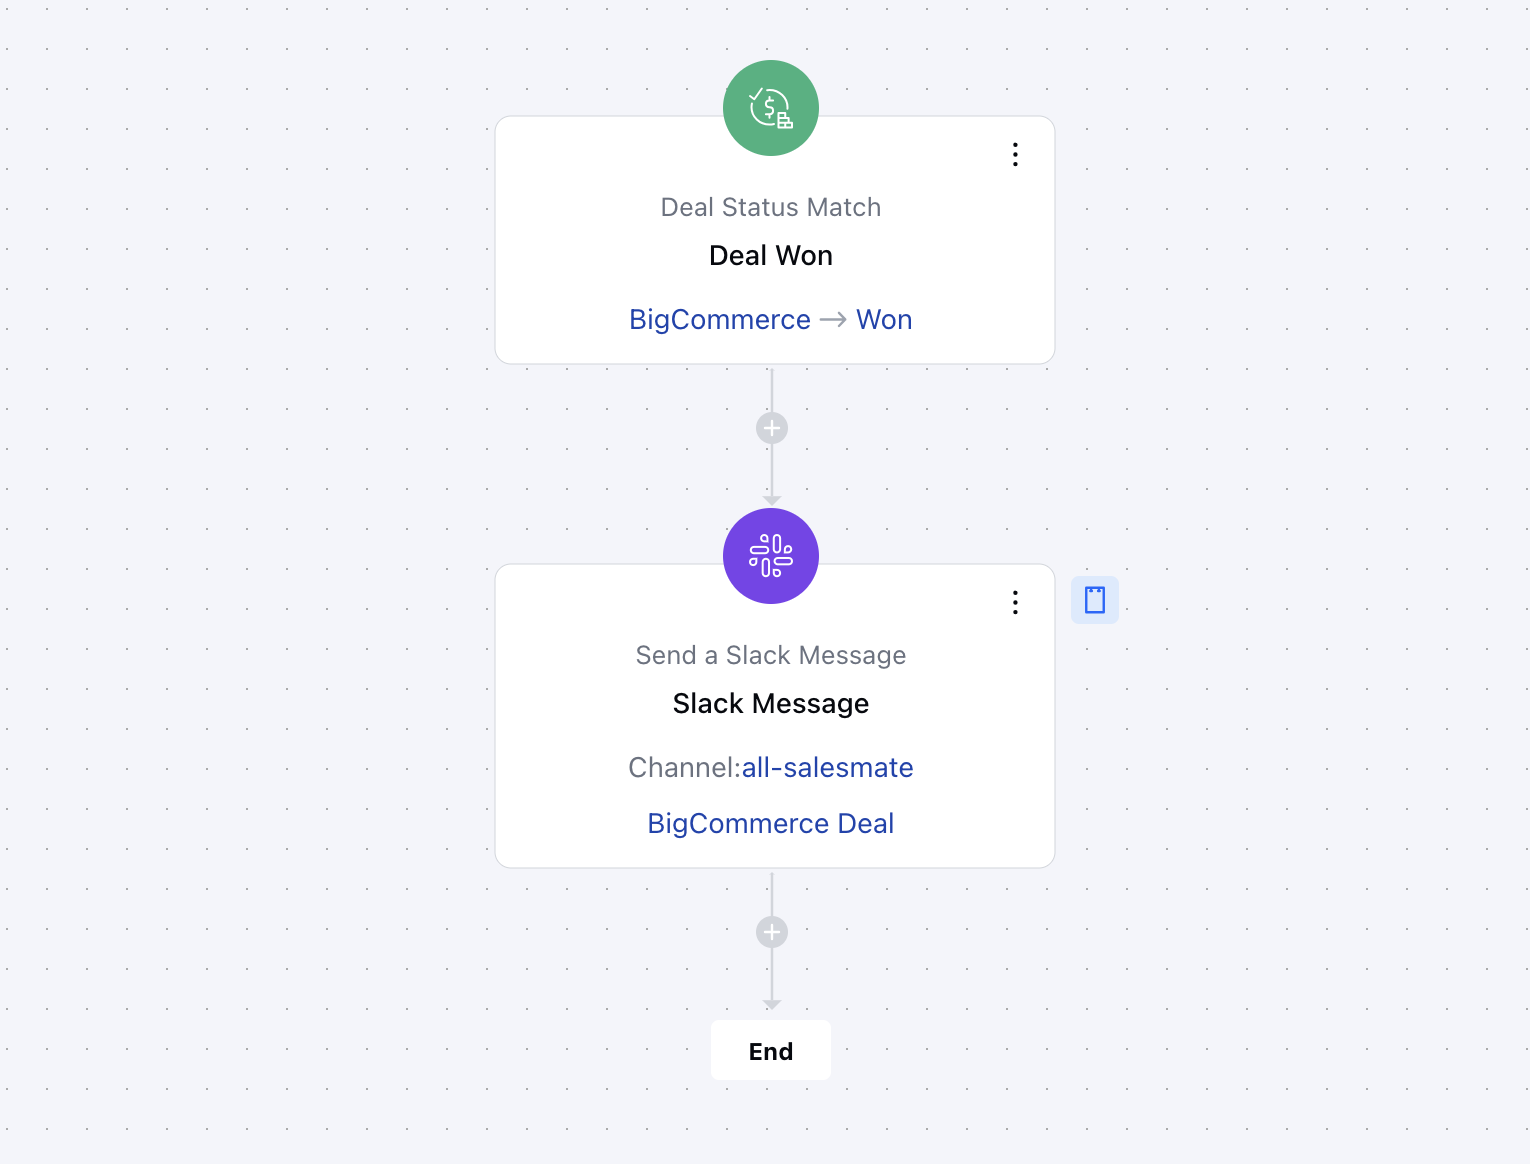 Deal Status Match
Deal Won
BigCommerce → Won
Send a Slack Message
Slack Message
Channel:all-salesmate
BigCommerce Deal
End